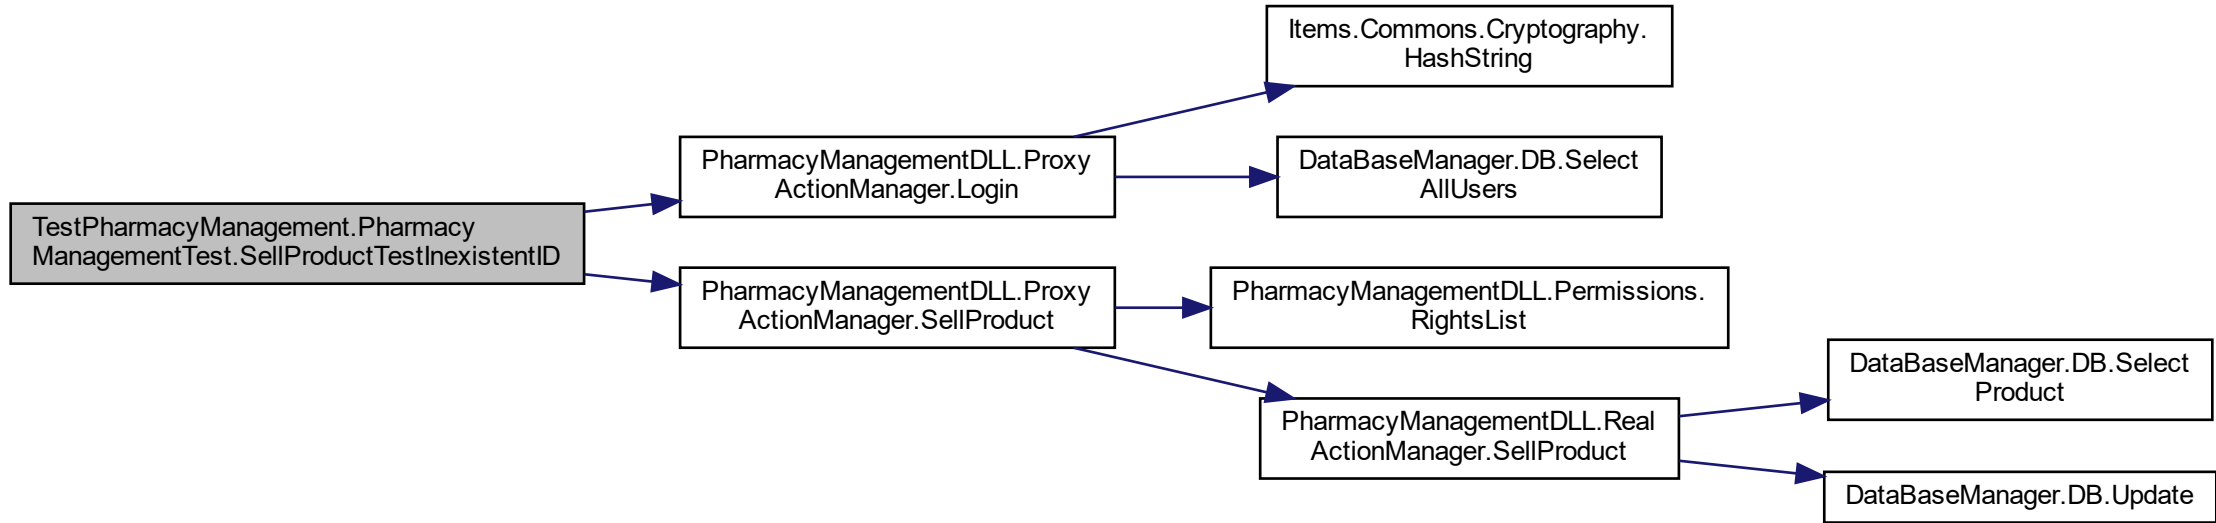 Items.Commons.Cryptography.
HashString
PharmacyManagementDLL.Proxy
ActionManager.Login
DataBaseManager.DB.Select
AllUsers
TestPharmacyManagement.Pharmacy
ManagementTest.SellProductTestInexistentID
PharmacyManagementDLL.Proxy
ActionManager.SellProduct
PharmacyManagementDLL.Permissions.
RightsList
PharmacyManagementDLL.Real
ActionManager.SellProduct
DataBaseManager.DB.Select
Product
DataBaseManager.DB.Update